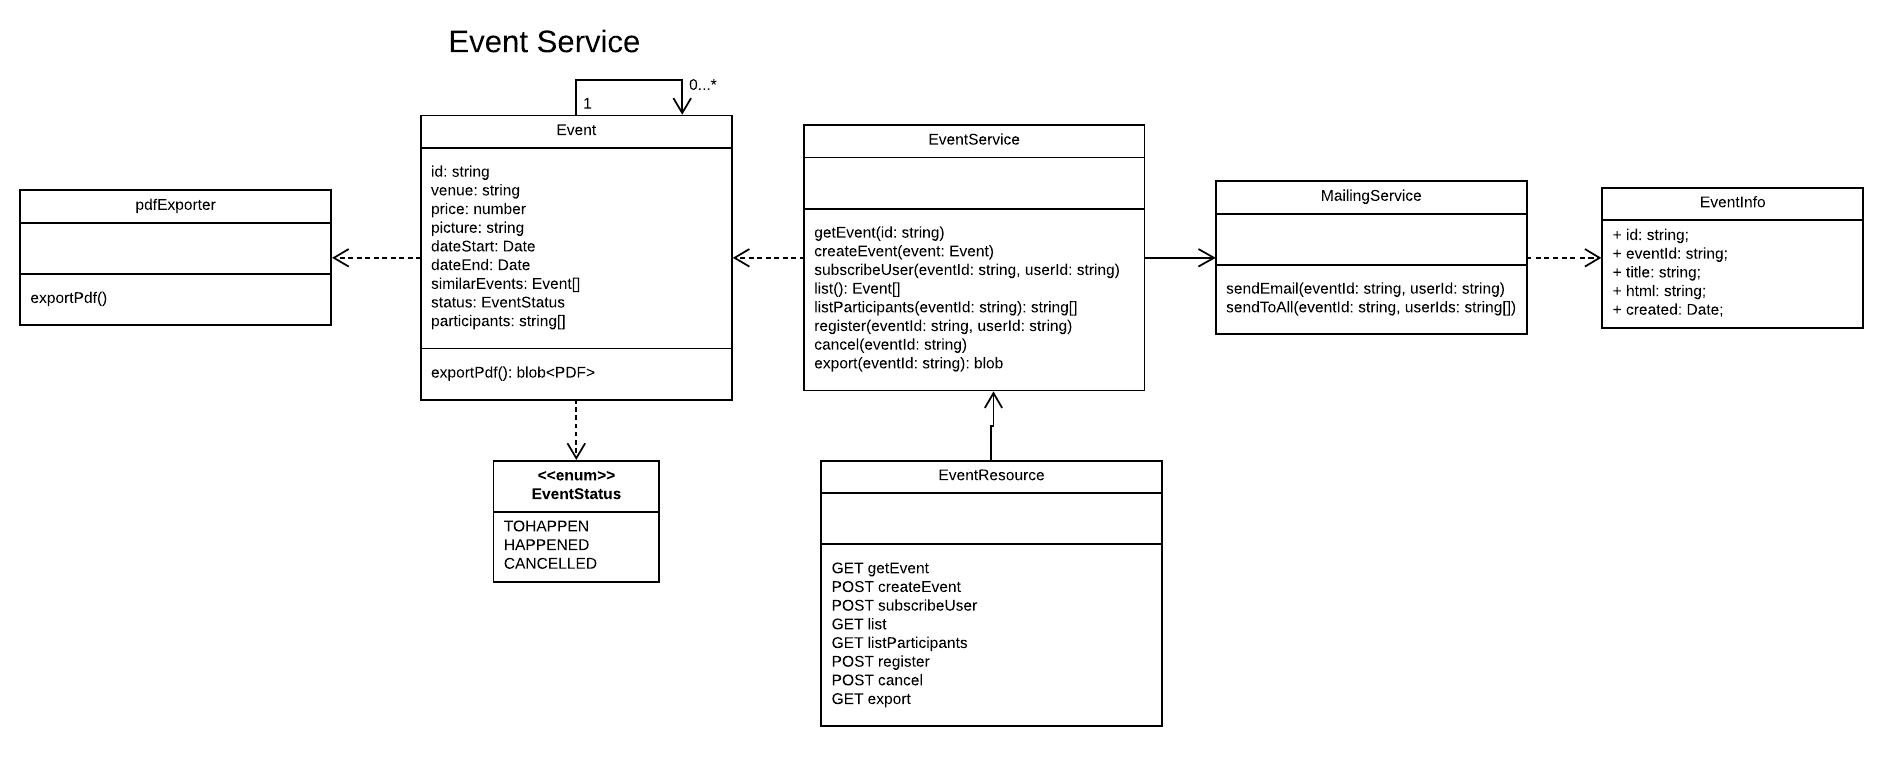 Event Service
1
0...*
pdfExporter
exportPdf()
Event
id: string
venue: string
price: number
picture: string
dateStart: Date
dateEnd: Date
similarEvents: Event[]
status: EventStatus
participants: string[]
exportPdf(): blob<PDF>
<<enum>>
EventStatus
TOHAPPEN
HAPPENED
CANCELLED
EventService
getEvent(id: string)
createEvent(event: Event)
subscribeUser(eventId: string, userId: string)
list(): Event[]
listParticipants(eventId: string): string[]
register(eventId: string, userId: string)
cancel(eventId: string)
export(eventId: string): blob
EventResource
GET getEvent
POST createEvent
POST subscribeUser
GET list
GET listParticipants
POST register
POST cancel
GET export
MailingService
sendEmail(eventId: string, userId: string)
sendToAll(eventId: string, userIds: string[])
EventInfo
+ id: string;
+ eventId: string;
+ title: string;
+ html: string;
+ created: Date;